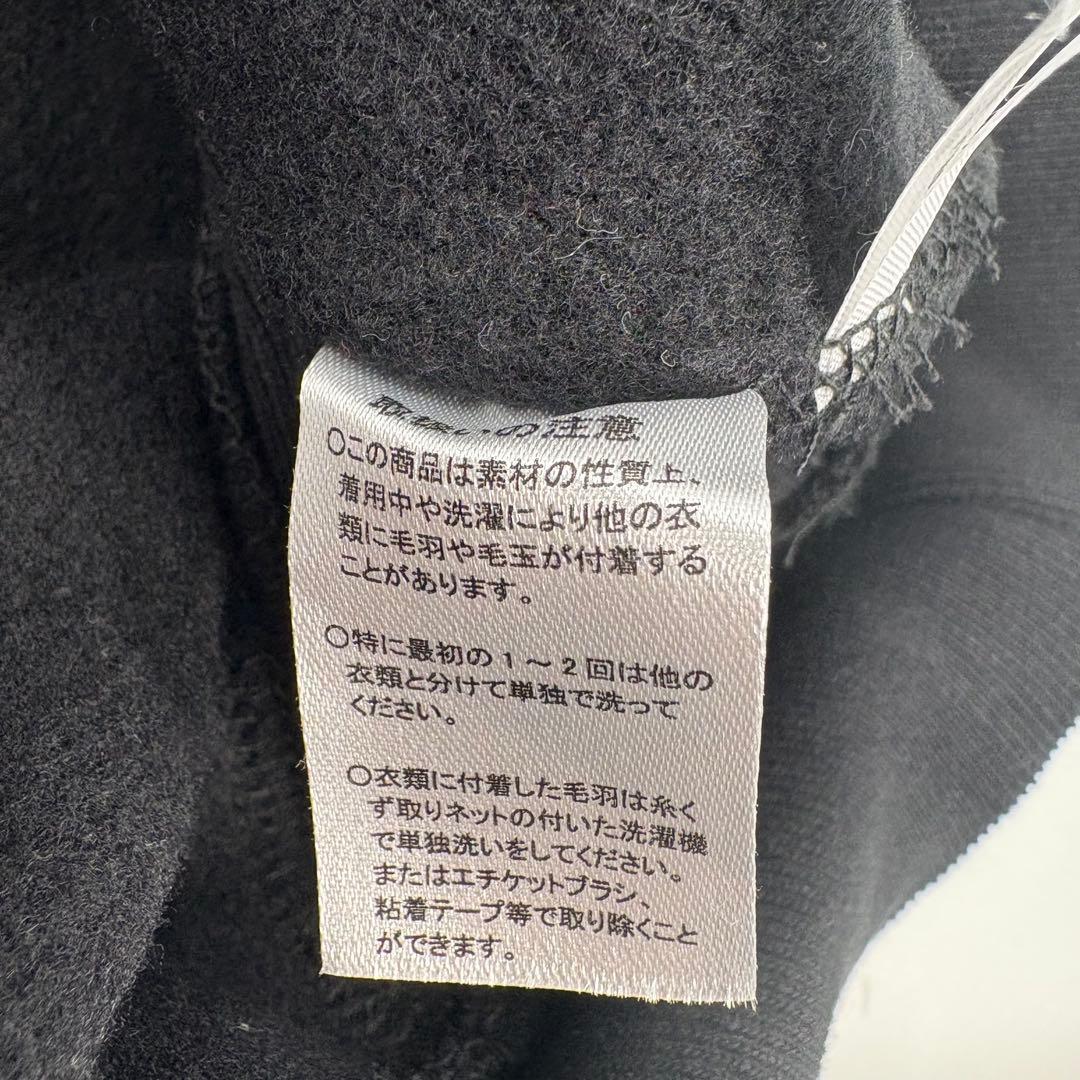 取り扱いの注意
○この商品は素材の性質上、
着用中や洗濯により他の衣
類に毛羽や毛玉が付着する
ことがあります。
○特に最初の1～2回は他の
衣類と分けて単独で洗って
ください。
○衣類に付着した毛羽は糸く
ず取りネットの付いた洗濯機
で単独洗いをしてください。
またはエチケットブラシ、
粘着テープ等で取り除くこと
ができます。